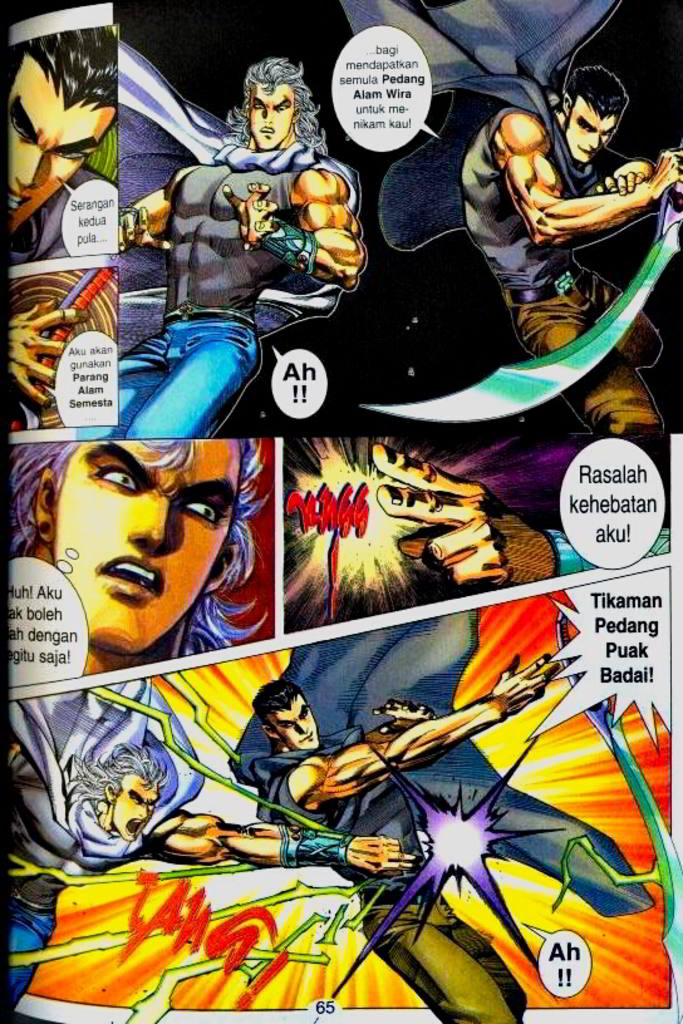 Serangan
kedua
pula....
Aku akan
gunakan
Parang
Alam
Semesta
....
...bagi
mendapatkan
semula Pedang
Alam Wira
untuk me-
nikam kau!
Ah
!!
Huh! Aku
ak boleh
lah dengan
egitu saja!
Rasalah
kehebatan
aku!
Tikaman
Pedang
Puak
Badai!
TANGG
Ah
!!
65